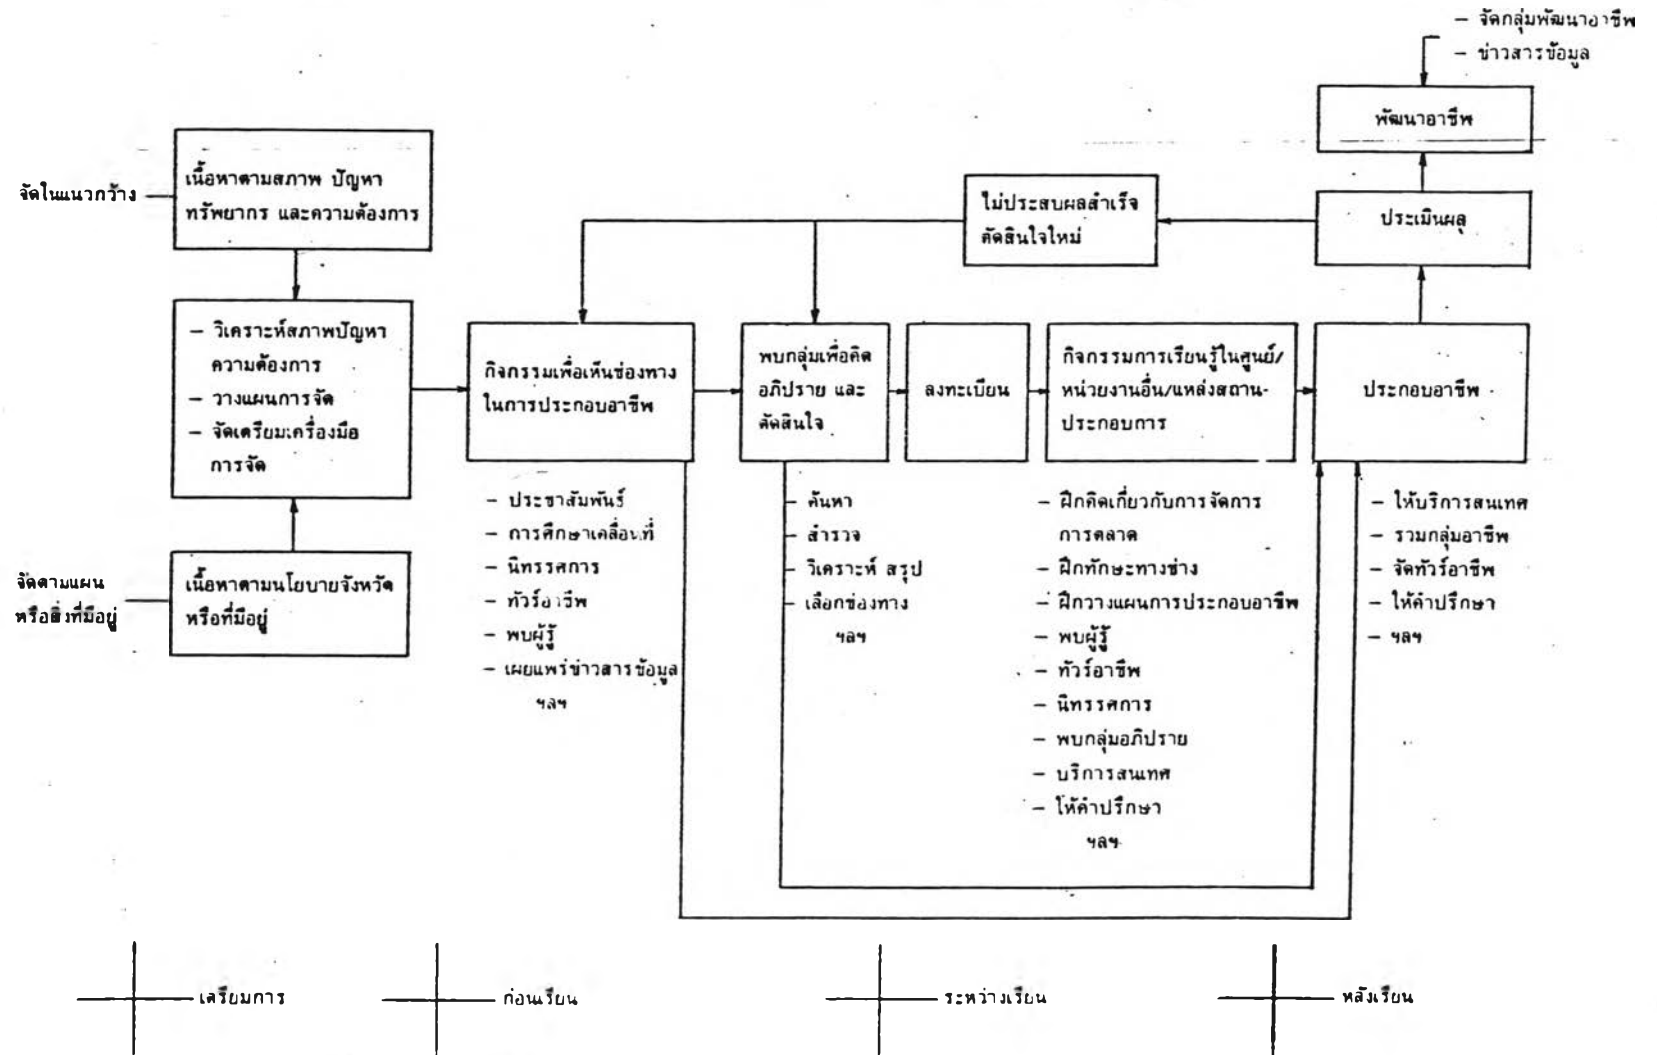 – จัดกลุ่มพัฒนาอาชีพ
– ข่าวสารข้อมูล
พัฒนาอาชีพ
จัดในแนวกว้าง
เนื้อหาตามสภาพ ปัญหา
ทรัพยากร และความต้องการ
ไม่ประสบผลสำเร็จ
ตัดสินใจใหม่
ประเมินผล
– วิเคราะห์สภาพปัญหา
ความต้องการ
– วางแผนการจัด
– จัดเตรียมเครื่องมือ
การจัด
กิจกรรมเพื่อเห็นช่องทาง
ในการประกอบอาชีพ
พบกลุ่มเพื่อคิด
อภิปราย และ
ตัดสินใจ
ลงทะเบียน
กิจกรรมการเรียนรู้ในศูนย์/
หน่วยงานอื่น/แหล่งสถาน-
ประกอบการ
ประกอบอาชีพ
จัดตามแผน
หรือสิ่งที่มีอยู่
เนื้อหาตามนโยบายจังหวัด
หรือที่มีอยู่
– ประชาสัมพันธ์
– การศึกษาเคลื่อนที่
– นิทรรศการ
– ทัวร์อาชีพ
– พบผู้รู้
– เผยแพร่ข่าวสารข้อมูล
ฯลฯ
– ค้นหา
– สำรวจ
– วิเคราะห์ สรุป
– เลือกช่องทาง
ฯลฯ
– ฝึกคิดเกี่ยวกับการจัดการ
การตลาด
– ฝึกทักษะทางช่าง
– ฝึกวางแผนการประกอบอาชีพ
– พบผู้รู้
– ทัวร์อาชีพ
– นิทรรศการ
– พบกลุ่มอภิปราย
– บริการสนเทศ
– ให้คำปรึกษา
ฯลฯ
– ให้บริการสนเทศ
– รวมกลุ่มอาชีพ
– จัดทัวร์อาชีพ
– ให้คำปรึกษา
– ฯลฯ
เตรียมการ
ก่อนเรียน
ระหว่างเรียน
หลังเรียน